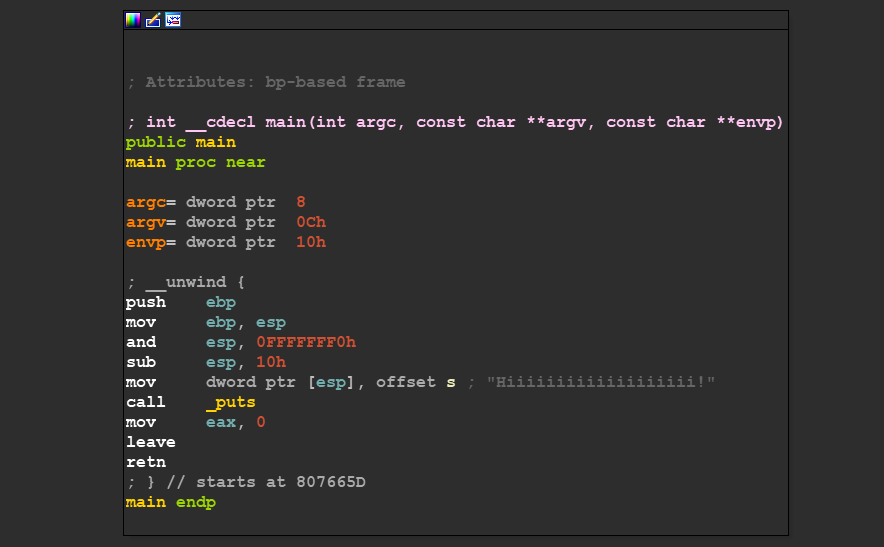 ; Attributes: bp-based frame
; int __cdecl main(int argc, const char **argv, const char **envp)
public main
main proc near
argc= dword ptr  8
argv= dword ptr  0Ch
envp= dword ptr  10h
; __unwind {
push    ebp
mov     ebp, esp
and     esp, 0FFFFFFF0h
sub     esp, 10h
mov     dword ptr [esp], offset s ; "Hiiiiiiiiiiiiiiiiiii!"
call    _puts
mov     eax, 0
leave
retn
; } // starts at 807665D
main endp